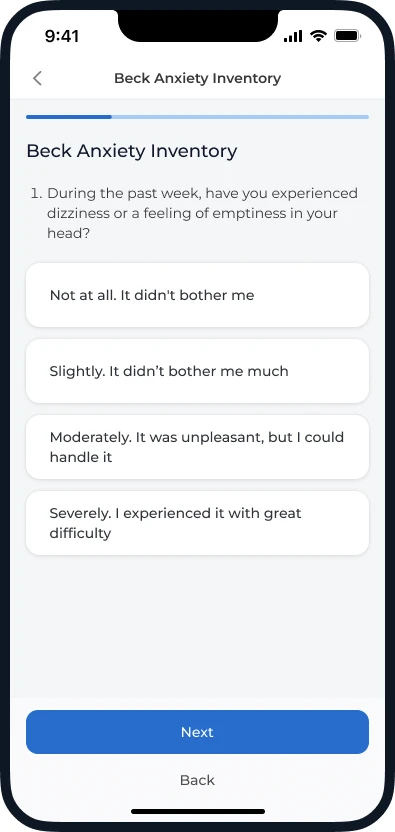 9:41
Beck Anxiety Inventory
Beck Anxiety Inventory
1. During the past week, have you experienced
dizziness or a feeling of emptiness in your
head?
Not at all. It didn't bother me
Slightly. It didn’t bother me much
Moderately. It was unpleasant, but I could
handle it
Severely. I experienced it with great
difficulty
Next
Back